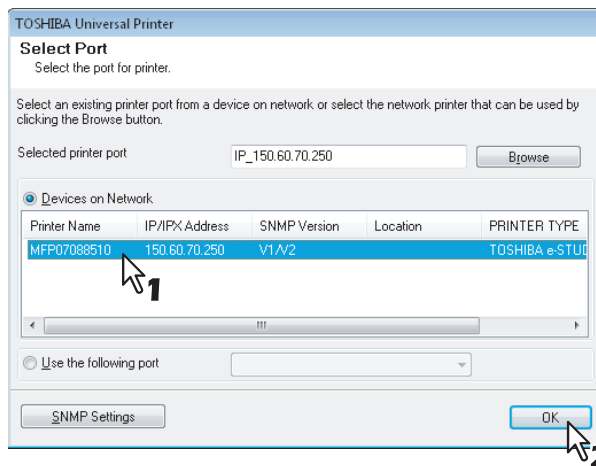 TOSHIBA Universal Printer
Select Port
Select the port for printer.
Select an existing printer port from a device on network or select the network printer that can be used by
clicking the Browse button.
Selected printer port IP_150.60.70.250 Browse
Devices on Network
Printer Name IP/IPX Address SNMP Version Location PRINTER TYPE
MFP07088510 150.60.70.250 V1/V2 TOSHIBA e-STUD
1
Use the following port
SNMP Settings OK
2